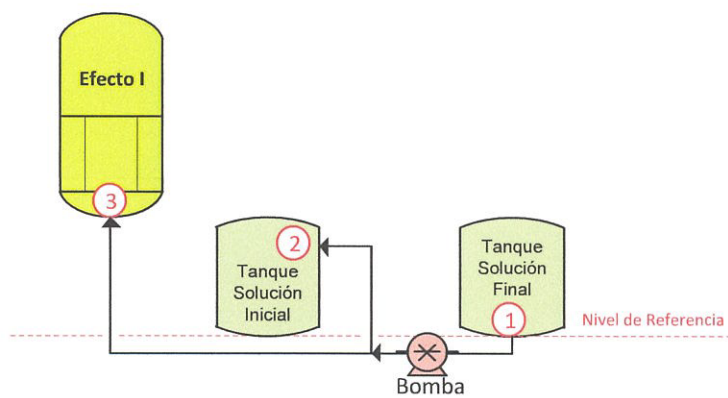 Efecto I
3
2
Tanque
Solución
Inicial
Tanque
Solución
Final
1
Nivel de Referencia
Bomba